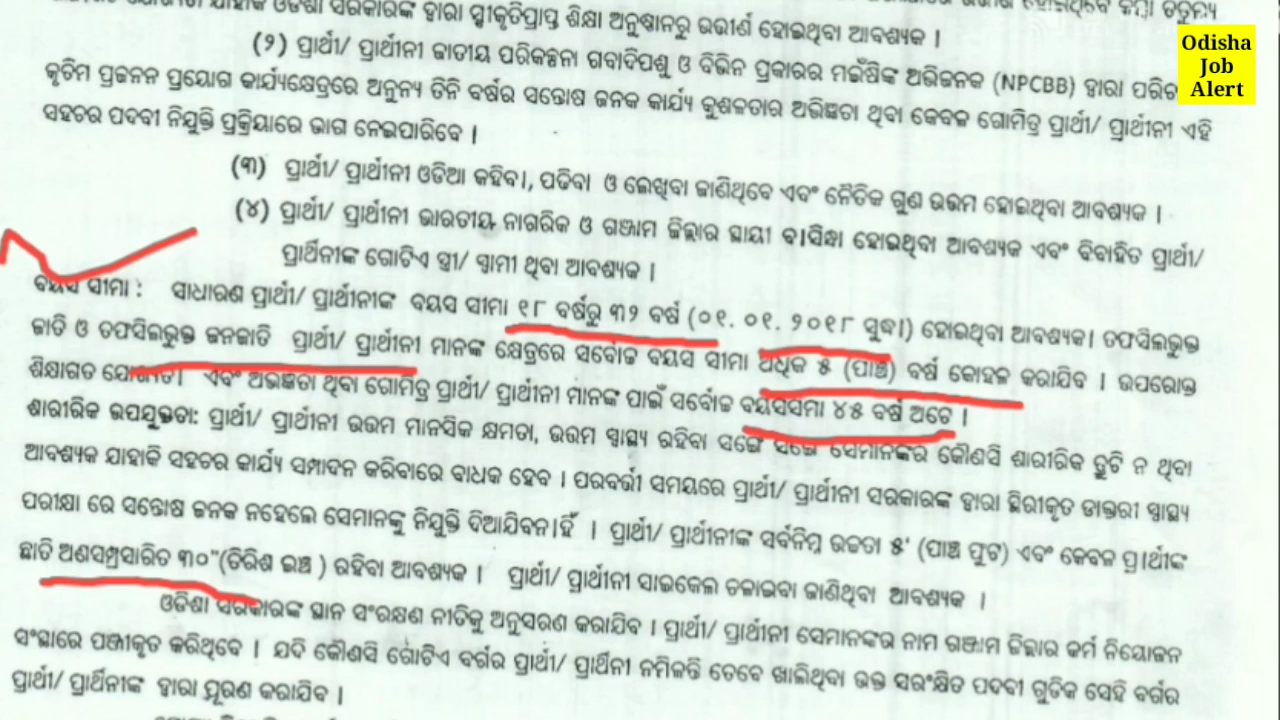 ଯାହାକି ଓଡିଶା ସରକାରଙ୍କ ଦ୍ଵାରା ସ୍ବୀକୃତିପ୍ରାପ୍ତ ଶିକ୍ଷା ଅନୁଷ୍ଠାନରୁ ଉତ୍ତୀର୍ଣ ହୋଇଥିବା ଆବଶ୍ୟକ ।
(୨) ପ୍ରାର୍ଥୀ/ ପ୍ରାର୍ଥୀନୀ ଜାତୀୟ ପରିକଳ୍ପନା ଗବାଦିପଶୁ ଓ ବିଭିନ ପ୍ରକାରର ମଇଁଷିଙ୍କ ଅଭିଜନକ (NPCBB) ଦ୍ଵାରା
କୃତିମ ପ୍ରଜନନ ପ୍ରୟୋଗ କାର୍ଯ୍ୟକ୍ଷେତ୍ରରେ ଅନୁନ୍ୟ ତିନି ବର୍ଷର ସନ୍ତୋଷ ଜନକ କାର୍ଯ୍ୟ କୁଶଳତାର ଅଭିଜ୍ଞତା ଥିବା କେବଳ ଗୋମିତ୍ର ପ୍ରାର୍ଥୀ/ ପ୍ରାର୍ଥୀନୀ ଏହି
ସହଚର ପଦବୀ ନିଯୁକ୍ତି ପ୍ରକ୍ରିୟାରେ ଭାଗ ନେଇପାରିବେ ।
(୩) ପ୍ରାର୍ଥୀ/ ପ୍ରାର୍ଥୀନୀ ଓଡିଆ କହିବା, ପଢିବା ଓ ଲେଖିବା ଜାଣିଥିବେ ଏବଂ ନୈତିକ ଗୁଣ ଉତ୍ତମ ହୋଇଥିବା ଆବଶ୍ୟକ ।
(୪) ପ୍ରାର୍ଥୀ/ ପ୍ରାର୍ଥୀନୀ ଭାରତୀୟ ନାଗରିକ ଓ ଗଞ୍ଜାମ ଜିଲ୍ଲାର ସ୍ଥାୟୀ ବାସିନ୍ଦା ହୋଇଥିବା ଆବଶ୍ୟକ ଏବଂ ବିବାହିତ ପ୍ରାର୍ଥୀ/
ପ୍ରାର୍ଥିନୀଙ୍କ ଗୋଟିଏ ସ୍ତ୍ରୀ/ ସ୍ଵାମୀ ଥିବା ଆବଶ୍ୟକ ।
ବୟସ ସୀମା : ସାଧାରଣ ପ୍ରାର୍ଥୀ/ ପ୍ରାର୍ଥୀନୀଙ୍କ ବୟସ ସୀମା ୧୮ ବର୍ଷରୁ ୩୨ ବର୍ଷ (୦୧. ୦୧. ୨୦୧୮ ସୁଦ୍ଧା) ହୋଇଥିବା ଆବଶ୍ୟକ। ତଫସିଲଭୁକ୍ତ
ଜାତି ଓ ତଫସିଲଭୁକ୍ତ ଜନଜାତି ପ୍ରାର୍ଥୀ/ ପ୍ରାର୍ଥୀନୀ ମାନଙ୍କ କ୍ଷେତ୍ରରେ ସର୍ବୋଚ୍ଚ ବୟସ ସୀମା ଅଧିକ ୫ (ପାଞ୍ଚ) ବର୍ଷ କୋହଳ କରାଯିବ । ଉପରୋକ୍ତ
ଶିକ୍ଷାଗତ ଯୋଗ୍ୟତା ଏବଂ ଅଭିଜ୍ଞତା ଥିବା ଗୋମିତ୍ର ପ୍ରାର୍ଥୀ/ ପ୍ରାର୍ଥୀନୀ ମାନଙ୍କ ପାଇଁ ସର୍ବୋଚ୍ଚ ବୟସସୀମା ୪୫ ବର୍ଷ ଅଟେ ।
ଶାରୀରିକ ଉପଯୁକ୍ତତା: ପ୍ରାର୍ଥୀ/ ପ୍ରାର୍ଥୀନୀ ଉତ୍ତମ ମାନସିକ କ୍ଷମତା, ଉତ୍ତମ ସ୍ଵାସ୍ଥ୍ୟ ରହିବା ସଙ୍ଗେ ସଙ୍ଗେ ସେମାନଙ୍କର କୌଣସି ଶାରୀରିକ ତ୍ରୁଟି ନ ଥିବା
ଆବଶ୍ୟକ ଯାହାକି ସହଚର କାର୍ଯ୍ୟ ସମ୍ପାଦନ କରିବାରେ ବାଧକ ହେବ । ପରବର୍ତ୍ତୀ ସମୟରେ ପ୍ରାର୍ଥୀ/ ପ୍ରାର୍ଥୀନୀ ସରକାରଙ୍କ ଦ୍ଵାରା ସ୍ଥିରୀକୃତ ଡାକ୍ତରୀ ସ୍ଵାସ୍ଥ୍ୟ
ପରୀକ୍ଷା ରେ ସନ୍ତୋଷ ଜନକ ନହେଲେ ସେମାନଙ୍କୁ ନିଯୁକ୍ତି ଦିଆଯିବନାହିଁ । ପ୍ରାର୍ଥୀ/ ପ୍ରାର୍ଥୀନୀଙ୍କ ସର୍ବନିମ୍ନ ଉଚ୍ଚତା ୫' (ପାଞ୍ଚ ଫୁଟ) ଏବଂ କେବଳ ପ୍ରାର୍ଥୀଙ୍କ
ଛାତି ଅଣସମ୍ପ୍ରସାରିତ ୩୦"(ତିରିଶ ଇଞ୍ଚ ) ରହିବା ଆବଶ୍ୟକ । ପ୍ରାର୍ଥୀ/ ପ୍ରାର୍ଥୀନୀ ସାଇକେଲ ଚଳାଇବା ଜାଣିଥିବା ଆବଶ୍ୟକ ।
ଓଡିଶା ସରକାରଙ୍କ ସ୍ଥାନ ସଂରକ୍ଷଣ ନୀତିକୁ ଅନୁସରଣ କରାଯିବ । ପ୍ରାର୍ଥୀ/ ପ୍ରାର୍ଥୀନୀ ସେମାନଙ୍କର ନାମ ଗଞ୍ଜାମ ଜିଲ୍ଲାର କର୍ମ ନିୟୋଜନ
ସଂସ୍ଥାରେ ପଞ୍ଜୀକୃତ କରିଥିବେ । ଯଦି କୌଣସି ଗୋଟିଏ ବର୍ଗର ପ୍ରାର୍ଥୀ/ ପ୍ରାର୍ଥିନୀ ନମିଳନ୍ତି ତେବେ ଖାଲିଥିବା ଉକ୍ତ ସଂରକ୍ଷିତ ପଦବୀ ଗୁଡିକ ସେହି ବର୍ଗର
ପ୍ରାର୍ଥୀ/ ପ୍ରାର୍ଥିନୀଙ୍କ ଦ୍ଵାରା ପୂରଣ କରାଯିବ ।
Odisha
Job
Alert